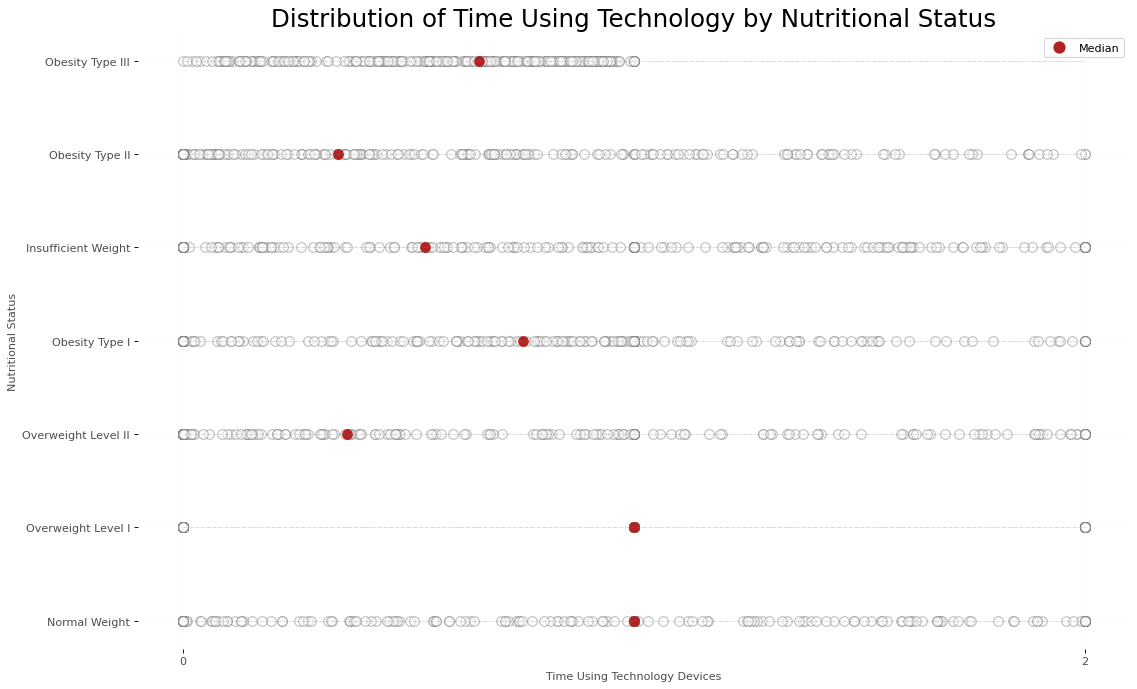 Distribution of Time Using Technology by Nutritional Status
Median
Obesity Type III
Obesity Type II
Insufficient Weight
Obesity Type I
Overweight Level II
Overweight Level I
Normal Weight
Nutritional Status
0
2
Time Using Technology Devices